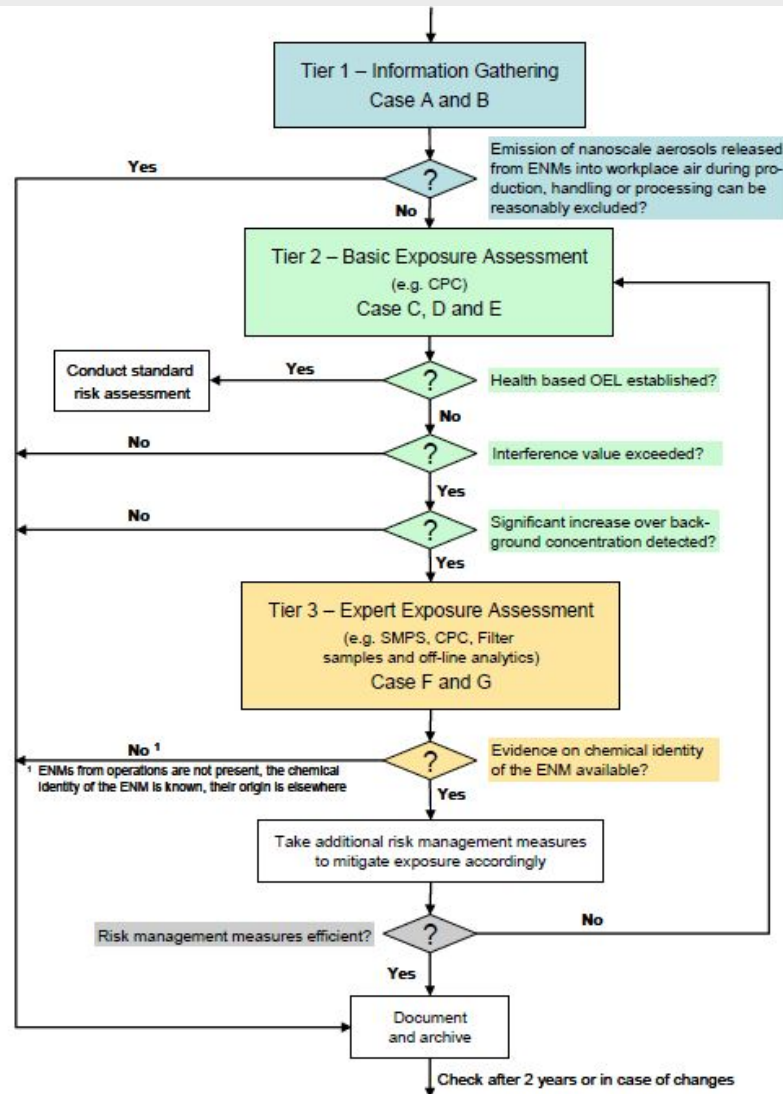 Tier 1 – Information Gathering
Case A and B
Yes
?
Emission of nanoscale aerosols released
from ENMs into workplace air during pro-
duction, handling or processing can be
reasonably excluded?
No
Tier 2 – Basic Exposure Assessment
(e.g. CPC)
Case C, D and E
Conduct standard
risk assessment
Yes
?
Health based OEL established?
No
No
?
Interference value exceeded?
Yes
No
?
Significant increase over back-
ground concentration detected?
Yes
Tier 3 – Expert Exposure Assessment
(e.g. SMPS, CPC, Filter
samples and off-line analytics)
Case F and G
No ¹
?
Evidence on chemical identity
of the ENM available?
¹ ENMs from operations are not present, the chemical
identity of the ENM is known, their origin is elsewhere
Yes
Take additional risk management measures
to mitigate exposure accordingly
Risk management measures efficient?
?
No
Yes
Document
and archive
Check after 2 years or in case of changes